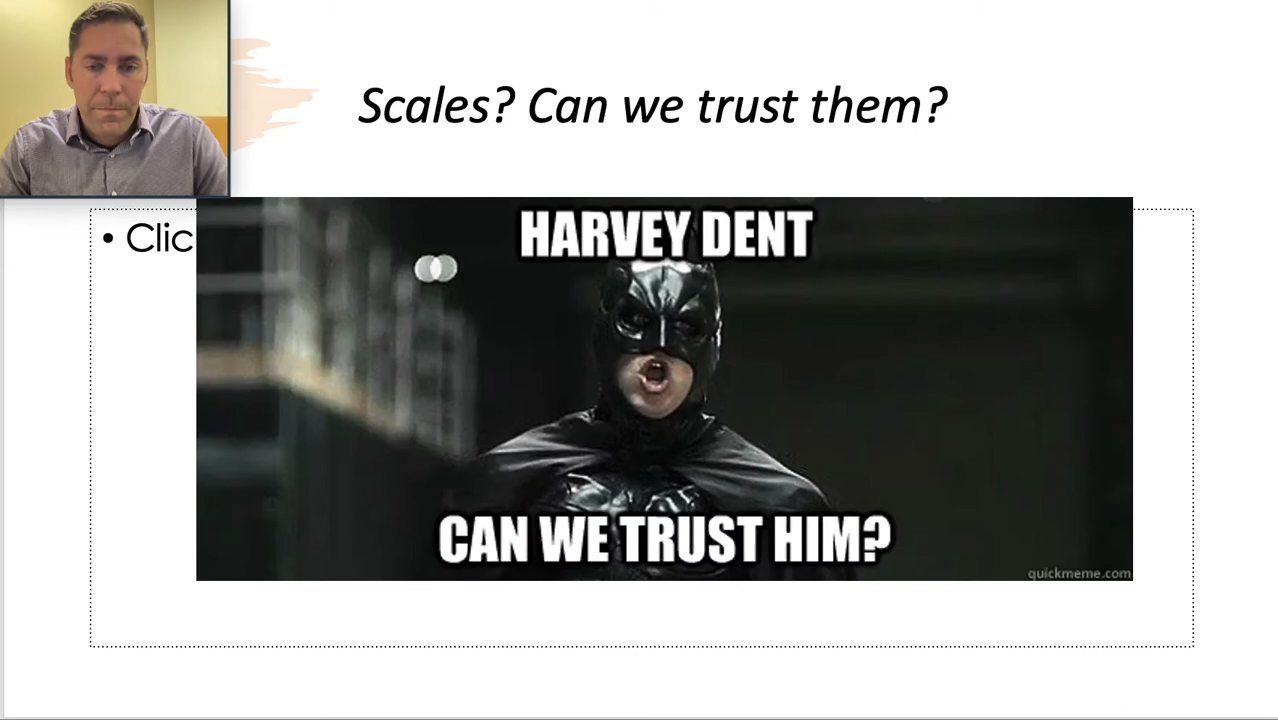 Scales? Can we trust them?
• Clic
HARVEY DENT
CAN WE TRUST HIM?
quickmeme.com